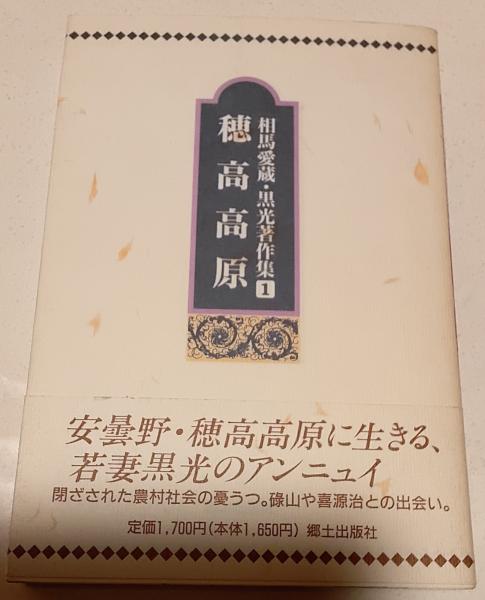 相馬愛蔵・黒光著作集1
穂高高原
安曇野・穂高高原に生きる、
若妻黒光のアンニュイ
閉ざされた農村社会の憂うつ。碌山や喜源治との出会い。
定価1,700円(本体1,650円) 郷土出版社